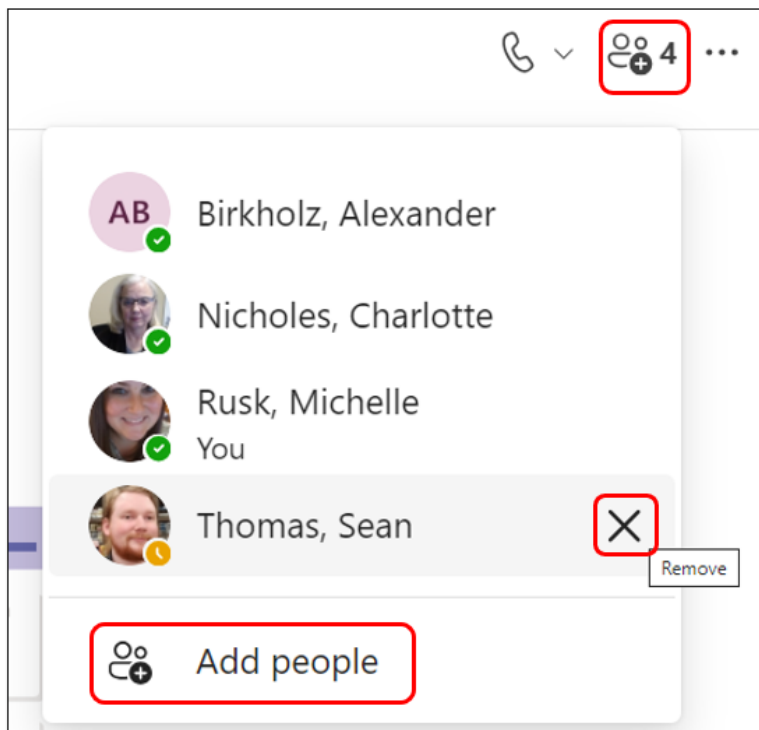 4
AB
Birkholz, Alexander
Nicholes, Charlotte
Rusk, Michelle
You
Thomas, Sean
Remove
Add people